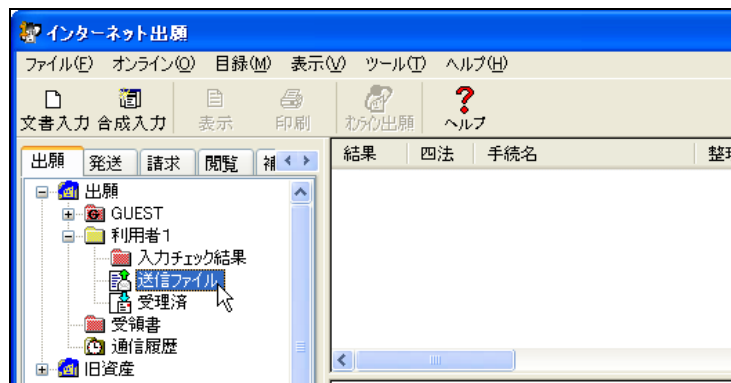 インターネット出願
ファイル(F) オンライン(O) 目録(M) 表示(V) ツール(T) ヘルプ(H)
文書入力 合成入力 表示 印刷 オンライン出願 ヘルプ
出願 発送 請求 閲覧 補
結果 四法 手続名 整理
出願
GUEST
利用者1
入力チェック結果
送信ファイル
受理済
受領書
通信履歴
旧資産